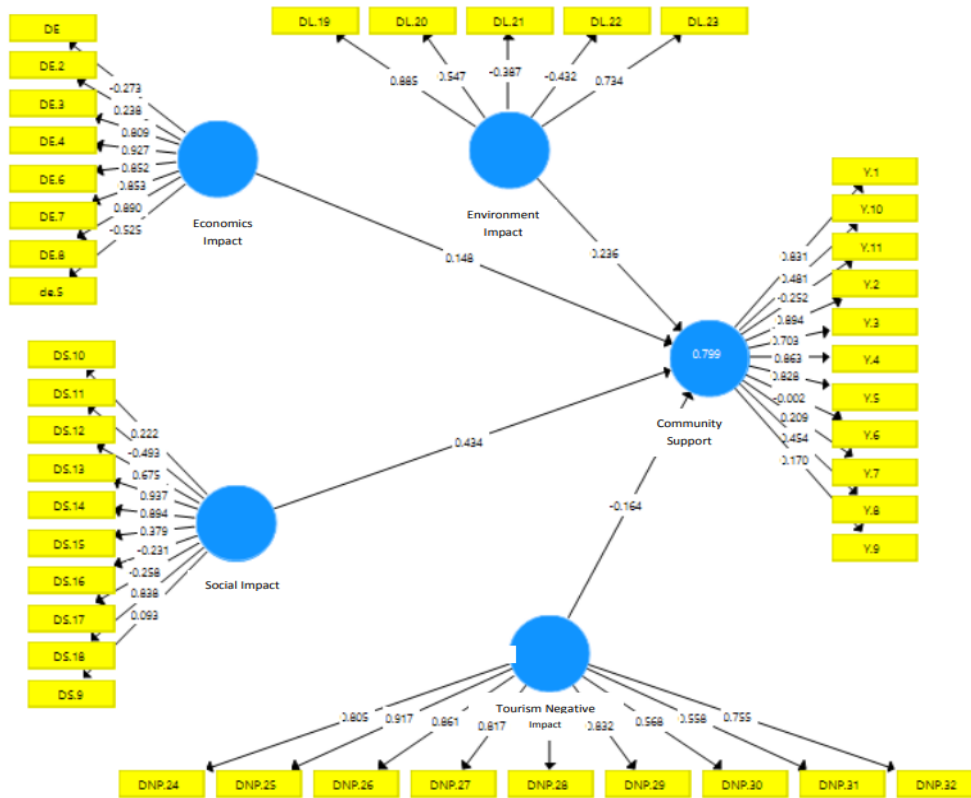 DL.19 DL.20 DL.21 DL.22 DL.23
0.885 0.547 -0.387 -0.432 0.734
Environment
Impact
0.236
DE
DE.2
DE.3
DE.4
DE.6
DE.7
DE.8
de.5
-0.273
0.238
0.809
0.927
0.852
0.853
0.890
-0.525
Economics
Impact
0.148
Y.1
Y.10
Y.11
Y.2
Y.3
Y.4
Y.5
Y.6
Y.7
Y.8
Y.9
0.831
0.481
-0.252
0.894
0.703
0.863
0.828
-0.002
0.209
0.454
0.170
0.799
Community
Support
DS.10
DS.11
DS.12
DS.13
DS.14
DS.15
DS.16
DS.17
DS.18
DS.9
0.222
-0.493
0.675
0.937
0.894
0.379
-0.231
-0.258
0.838
0.093
Social Impact
0.434
-0.164
Tourism Negative
Impact
0.805 0.917 0.861 0.817 0.832 0.568 0.558 0.755
DNP.24 DNP.25 DNP.26 DNP.27 DNP.28 DNP.29 DNP.30 DNP.31 DNP.32